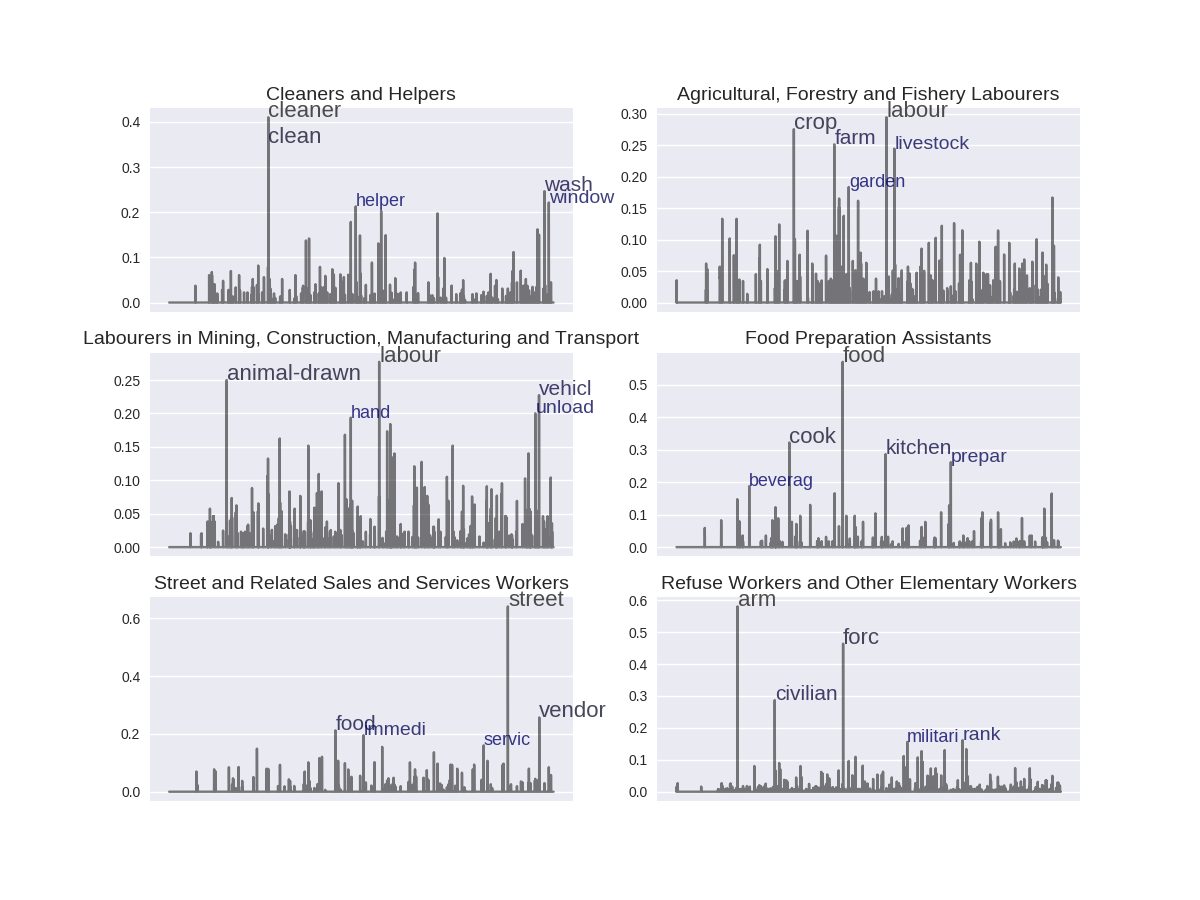 Cleaners and Helpers
cleaner
clean
helper
wash
window
0.4
0.3
0.2
0.1
0.0
Agricultural, Forestry and Fishery Labourers
labour
crop
farm
livestock
garden
0.30
0.25
0.20
0.15
0.10
0.05
0.00
Labourers in Mining, Construction, Manufacturing and Transport
labour
animal-drawn
hand
vehicl
unload
0.25
0.20
0.15
0.10
0.05
0.00
Food Preparation Assistants
food
cook
kitchen
prepar
beverag
0.5
0.4
0.3
0.2
0.1
0.0
Street and Related Sales and Services Workers
street
vendor
food
immedi
servic
0.6
0.4
0.2
0.0
Refuse Workers and Other Elementary Workers
arm
forc
civilian
militari
rank
0.6
0.5
0.4
0.3
0.2
0.1
0.0